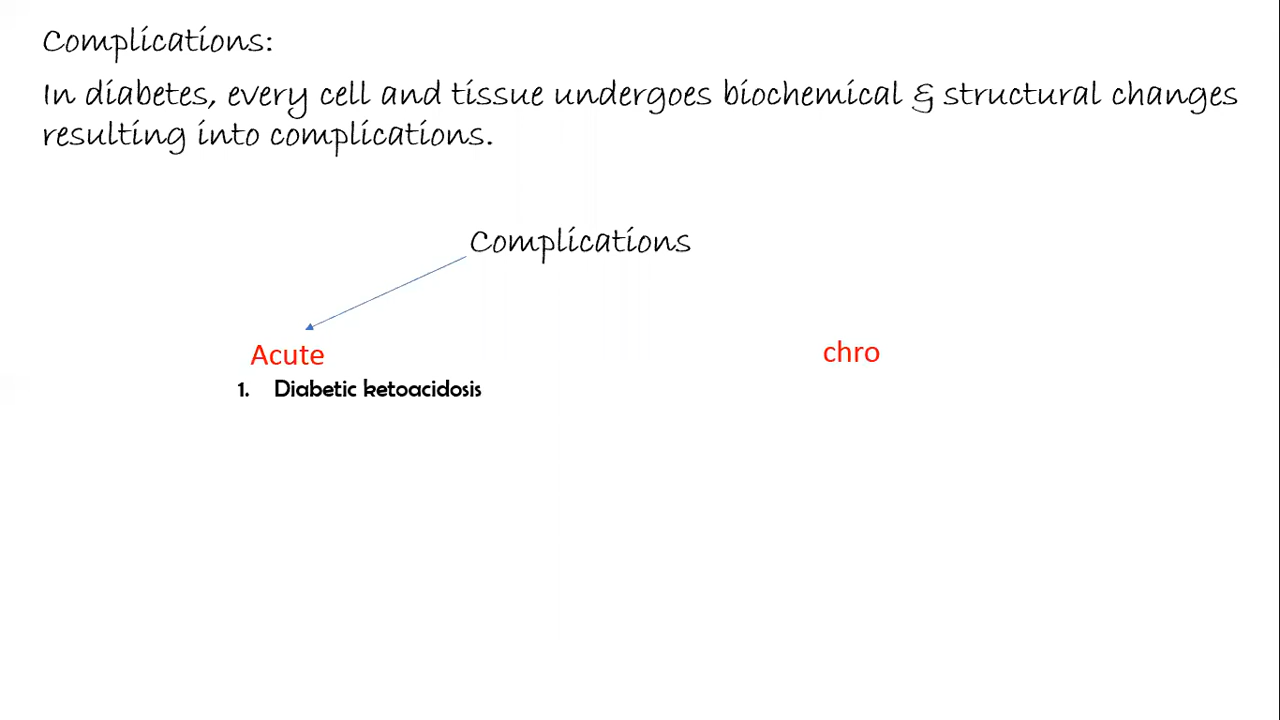 Complications:
In diabetes, every cell and tissue undergoes biochemical & structural changes
resulting into complications.
Complications
Acute
chro
1. Diabetic ketoacidosis